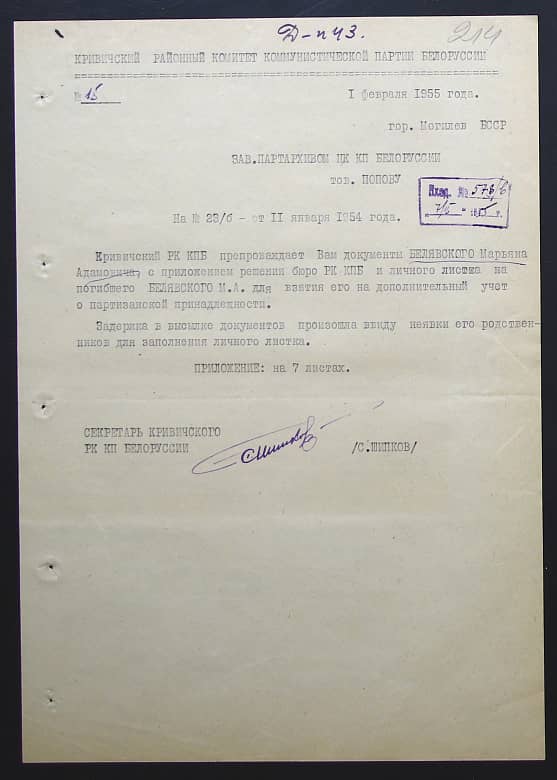 Д-п43.
214
КРИВИЧСКИЙ РАЙОННЫЙ КОМИТЕТ КОММУНИСТИЧЕСКОЙ ПАРТИИ БЕЛОРУССИИ
№ 15
I февраля 1955 года.
гор. Могилев БССР
ЗАВ.ПАРТАРХИВОМ ЦК КП БЕЛОРУССИИ
тов. ПОПОВУ
Вход. №
На № 23/б - от II января 1954 года.
Кривичский РК КПБ препровождает Вам документы БЕЛЯВСКОГО Марьяна
Адамовича, с приложением решения бюро РК КПБ и личного листка на
погибшего БЕЛЯВСКОГО М.А. для взятия его на дополнительный учет
о партизанской принадлежности.
Задержка в высылке документов произошла ввиду неявки его родствен-
ников для заполнения личного листка.
ПРИЛОЖЕНИЕ: на 7 листах.
СЕКРЕТАРЬ КРИВИЧСКОГО
РК КП БЕЛОРУССИИ /С.ШИПКОВ/